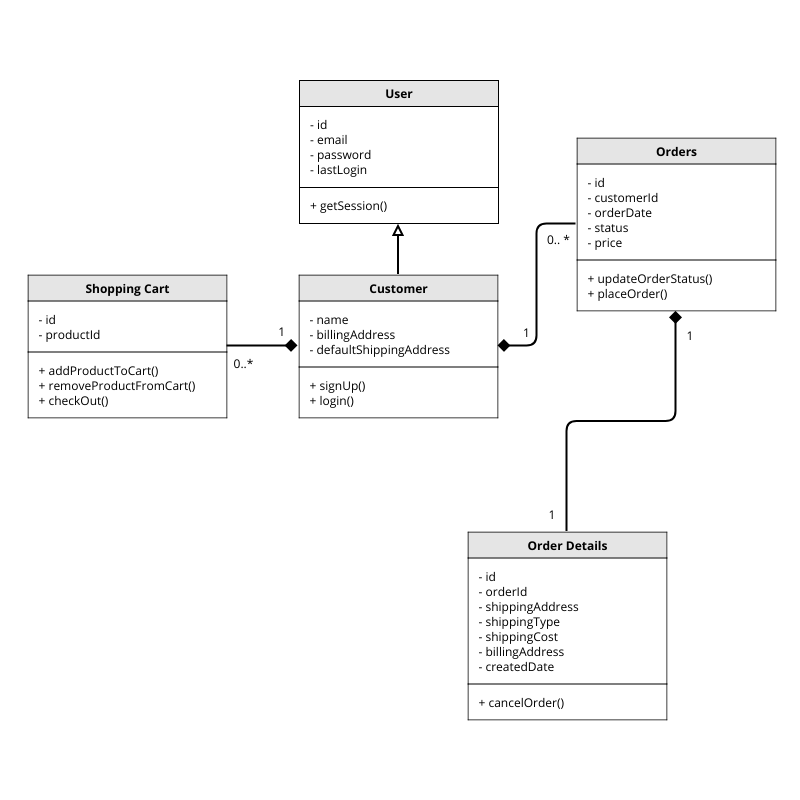 User
- id
- email
- password
- lastLogin
+ getSession()
Orders
- id
- customerId
- orderDate
- status
- price
+ updateOrderStatus()
+ placeOrder()
0.. *
1
1
Shopping Cart
- id
- productId
+ addProductToCart()
+ removeProductFromCart()
+ checkOut()
1
0..*
Customer
- name
- billingAddress
- defaultShippingAddress
+ signUp()
+ login()
1
Order Details
- id
- orderId
- shippingAddress
- shippingType
- shippingCost
- billingAddress
- createdDate
+ cancelOrder()